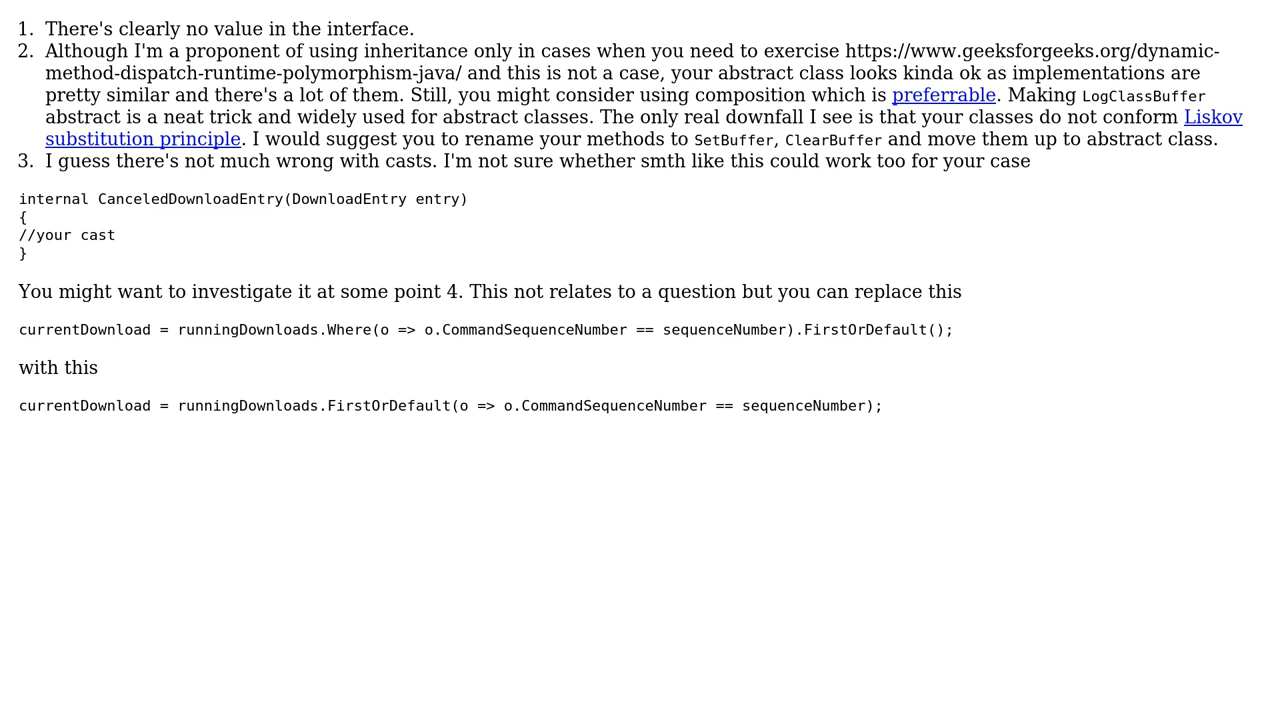 1. There's clearly no value in the interface.
2. Although I'm a proponent of using inheritance only in cases when you need to exercise https://www.geeksforgeeks.org/dynamic-
method-dispatch-runtime-polymorphism-java/ and this is not a case, your abstract class looks kinda ok as implementations are
pretty similar and there's a lot of them. Still, you might consider using composition which is preferrable. Making LogClassBuffer
abstract is a neat trick and widely used for abstract classes. The only real downfall I see is that your classes do not conform Liskov
substitution principle. I would suggest you to rename your methods to SetBuffer, ClearBuffer and move them up to abstract class.
3. I guess there's not much wrong with casts. I'm not sure whether smth like this could work too for your case
internal CanceledDownloadEntry(DownloadEntry entry)
{
//your cast
}
You might want to investigate it at some point 4. This not relates to a question but you can replace this
currentDownload = runningDownloads.Where(o => o.CommandSequenceNumber == sequenceNumber).FirstOrDefault();
with this
currentDownload = runningDownloads.FirstOrDefault(o => o.CommandSequenceNumber == sequenceNumber);